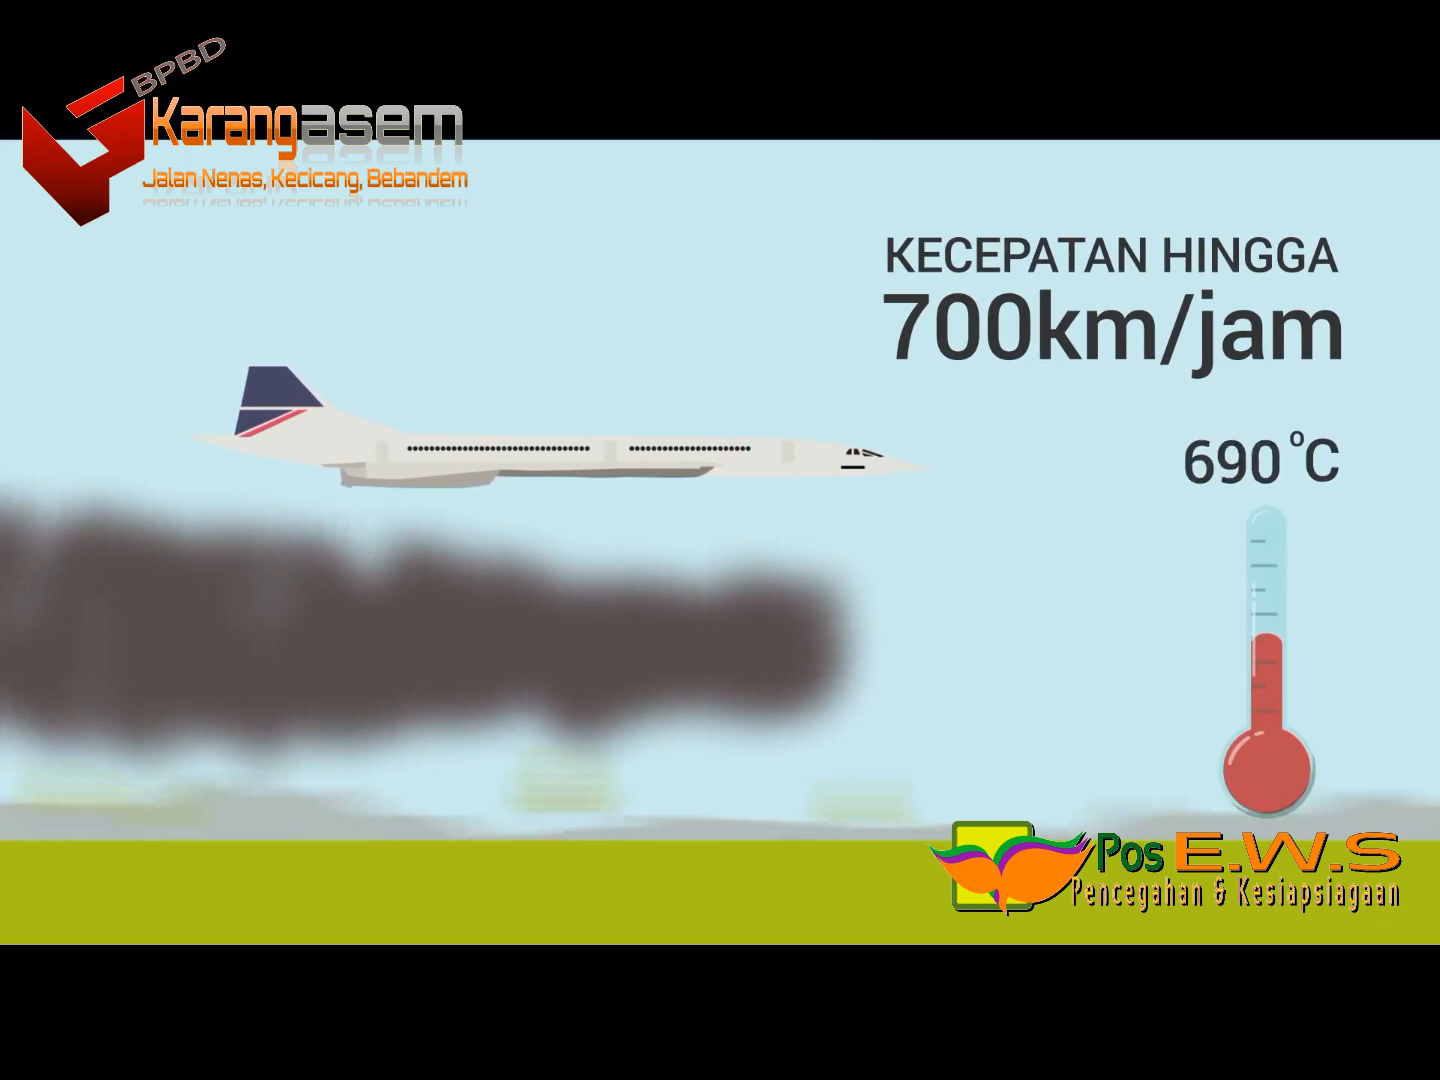 BPBD
Karangasem
Jalan Nenas, Kecicang, Bebandem
KECEPATAN HINGGA
700km/jam
690 °C
Pos E.W.S
Pencegahan & Kesiapsiagaan